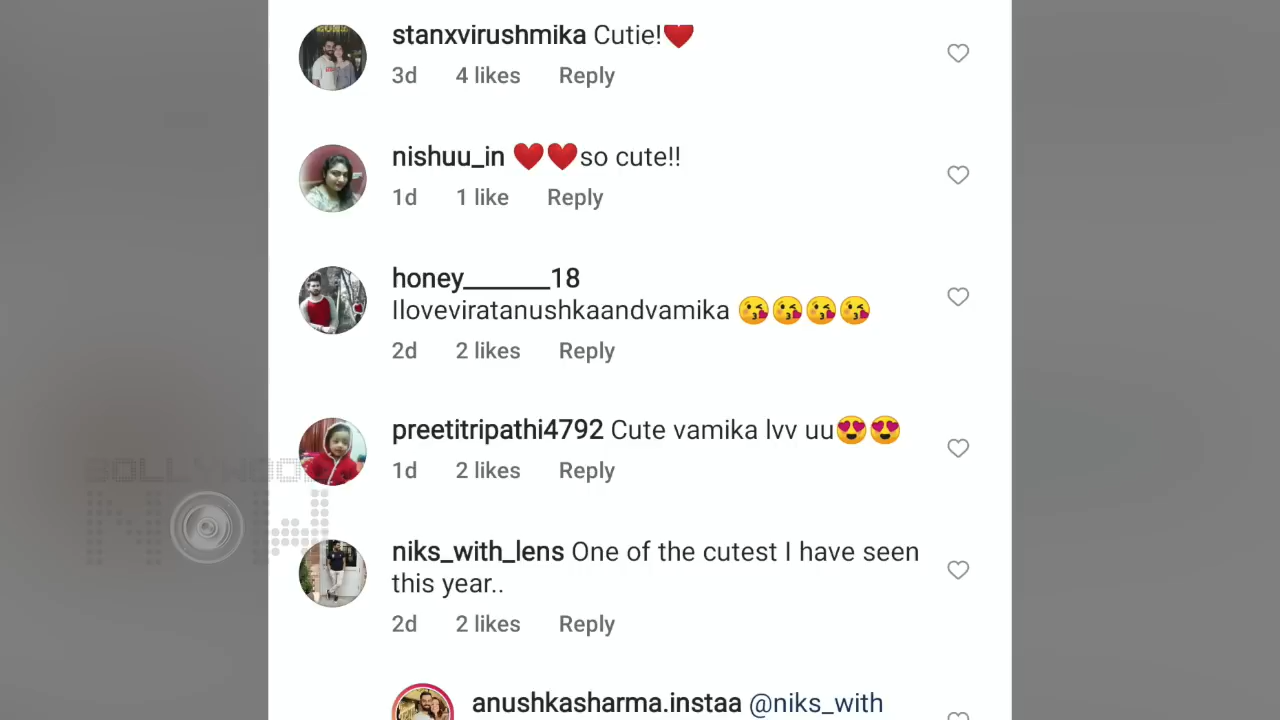 stanxvirushmika Cutie!❤️
3d 4 likes Reply
nishuu_in ❤️❤️so cute!!
1d 1 like Reply
honey_______18
Iloveviratanushkaandvamika 😘😘😘😘
2d 2 likes Reply
preetitripathi4792 Cute vamika lvv uu😍😍
1d 2 likes Reply
BOLLYWOOD
NOW
niks_with_lens One of the cutest I have seen
this year..
2d 2 likes Reply
anushkasharma.instaa @niks_with